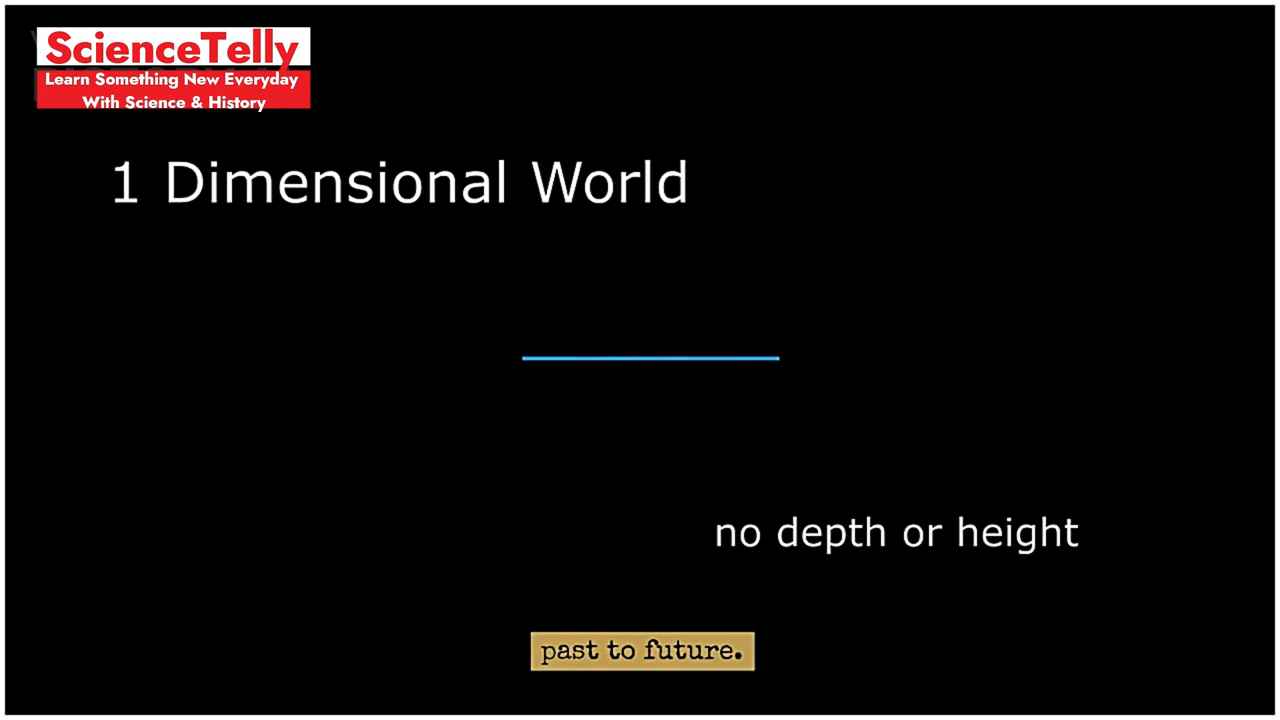 ScienceTelly
Learn Something New Everyday
With Science & History
1 Dimensional World
no depth or height
past to future.